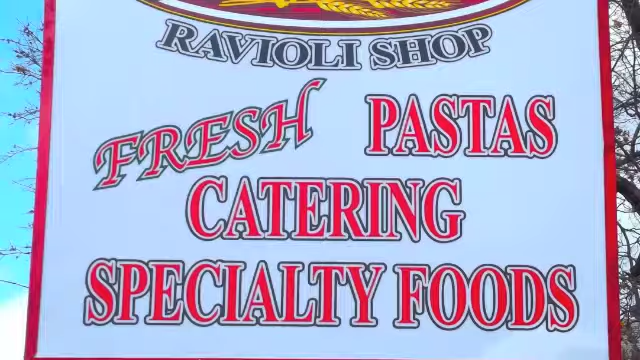 RAVIOLI SHOP
FRESH PASTAS
CATERING
SPECIALTY FOODS